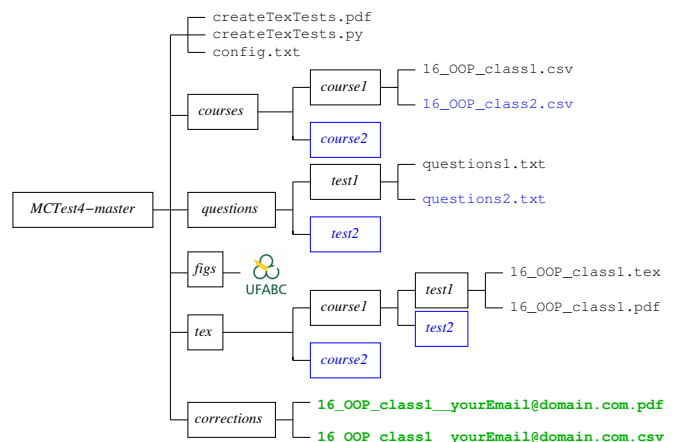 createTexTests.pdf
createTexTests.py
config.txt
16_OOP_class1.csv
course1
16_OOP_class2.csv
courses
course2
questions1.txt
test1
questions2.txt
MCTest4-master
questions
test2
figs
UFABC
16_OOP_class1.tex
test1
course1
16_OOP_class1.pdf
test2
tex
course2
16_OOP_class1__yourEmail@domain.com.pdf
corrections
16_OOP_class1__yourEmail@domain.com.csv